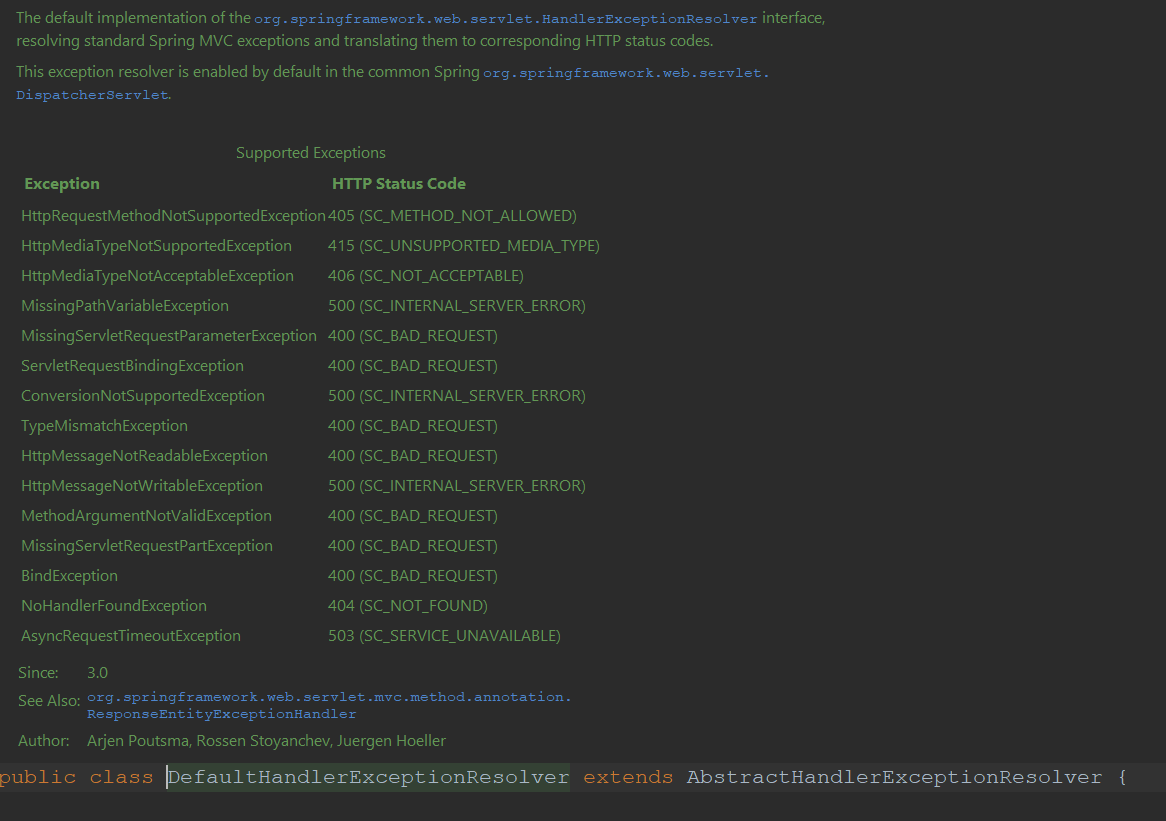 The default implementation of the org.springframework.web.servlet.HandlerExceptionResolver interface,
resolving standard Spring MVC exceptions and translating them to corresponding HTTP status codes.
This exception resolver is enabled by default in the common Spring org.springframework.web.servlet.
DispatcherServlet.
Supported Exceptions
Exception HTTP Status Code
HttpRequestMethodNotSupportedException 405 (SC_METHOD_NOT_ALLOWED)
HttpMediaTypeNotSupportedException 415 (SC_UNSUPPORTED_MEDIA_TYPE)
HttpMediaTypeNotAcceptableException 406 (SC_NOT_ACCEPTABLE)
MissingPathVariableException 500 (SC_INTERNAL_SERVER_ERROR)
MissingServletRequestParameterException 400 (SC_BAD_REQUEST)
ServletRequestBindingException 400 (SC_BAD_REQUEST)
ConversionNotSupportedException 500 (SC_INTERNAL_SERVER_ERROR)
TypeMismatchException 400 (SC_BAD_REQUEST)
HttpMessageNotReadableException 400 (SC_BAD_REQUEST)
HttpMessageNotWritableException 500 (SC_INTERNAL_SERVER_ERROR)
MethodArgumentNotValidException 400 (SC_BAD_REQUEST)
MissingServletRequestPartException 400 (SC_BAD_REQUEST)
BindException 400 (SC_BAD_REQUEST)
NoHandlerFoundException 404 (SC_NOT_FOUND)
AsyncRequestTimeoutException 503 (SC_SERVICE_UNAVAILABLE)
Since: 3.0
See Also: org.springframework.web.servlet.mvc.method.annotation.
ResponseEntityExceptionHandler
Author: Arjen Poutsma, Rossen Stoyanchev, Juergen Hoeller
public class DefaultHandlerExceptionResolver extends AbstractHandlerExceptionResolver {